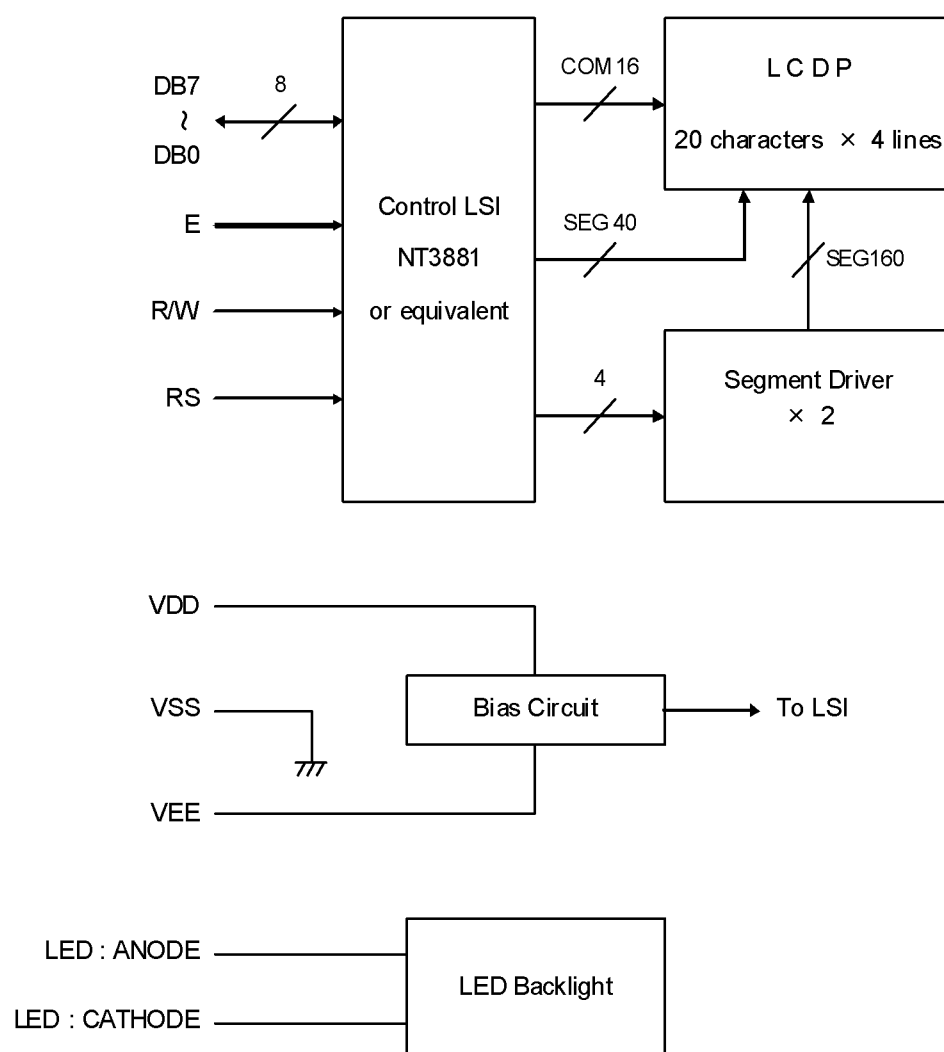 DB7
~
DB0
8
E
R/W
RS
Control LSI
NT3881
or equivalent
COM 16
SEG 40
4
L C D P
20 characters × 4 lines
SEG160
Segment Driver
× 2
VDD
VSS
VEE
Bias Circuit
To LSI
LED : ANODE
LED : CATHODE
LED Backlight